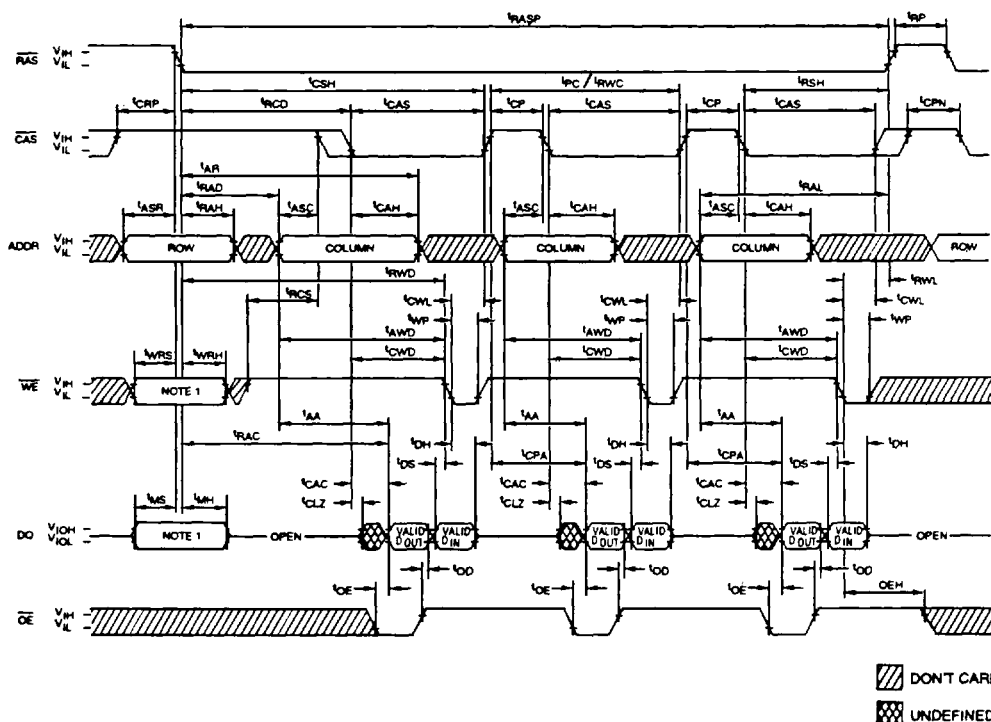 tRASP
tRP
RAS VIH VIL
tCSH
tPC / tRWC
tRSH
tCRP
tRCD
tCAS
tCP
tCAS
tCP
tCAS
tCPN
CAS VIH VIL
tAR
tRAD
tRAL
tASR
tRAH
tASC
tCAH
tASC
tCAH
tASC
tCAH
ADDR VIH VIL
ROW
COLUMN
COLUMN
COLUMN
ROW
tRWD
tRWL
tRCS
tCWL
tCWL
tCWL
tWP
tWP
tWP
tAWD
tAWD
tAWD
tCWD
tCWD
tCWD
tWRS
tWRH
WE VIH VIL
NOTE 1
tAA
tAA
tAA
tRAC
tDH
tDH
tDH
tCPA
tCPA
tDS
tDS
tDS
tCAC
tCAC
tCAC
tMS
tMH
tCLZ
tCLZ
tCLZ
DQ VIOH VIOL
NOTE 1
OPEN
VALID DOUT
VALID DIN
VALID DOUT
VALID DIN
VALID DOUT
VALID DIN
OPEN
tOD
tOD
tOD
tOE
tOE
tOE
OEH
OE VIH VIL
DON'T CARE
UNDEFINED